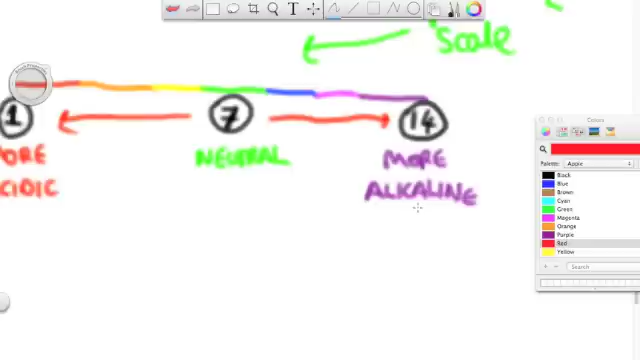 "Scale
1
7
14
ORE
CIDIC
NEUTRAL
MORE
ALKALINE
Colors
Palette: Apple
Black
Blue
Brown
Cyan
Green
Magenta
Orange
Purple
Red
Yellow
Search